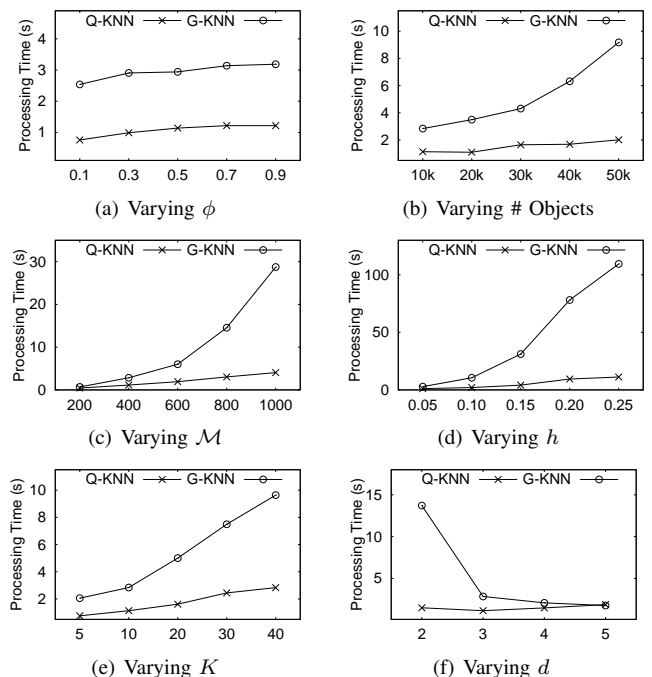 Q-KNN G-KNN
Processing Time (s)
4
3
2
1
0.1 0.3 0.5 0.7 0.9
(a) Varying ϕ
Q-KNN G-KNN
Processing Time (s)
10
8
6
4
2
10k 20k 30k 40k 50k
(b) Varying # Objects
Q-KNN G-KNN
Processing Time (s)
30
20
10
0
200 400 600 800 1000
(c) Varying ℳ
Q-KNN G-KNN
Processing Time (s)
100
50
0
0.05 0.10 0.15 0.20 0.25
(d) Varying h
Q-KNN G-KNN
Processing Time (s)
10
8
6
4
2
5 10 20 30 40
(e) Varying K
Q-KNN G-KNN
Processing Time (s)
15
10
5
2 3 4 5
(f) Varying d